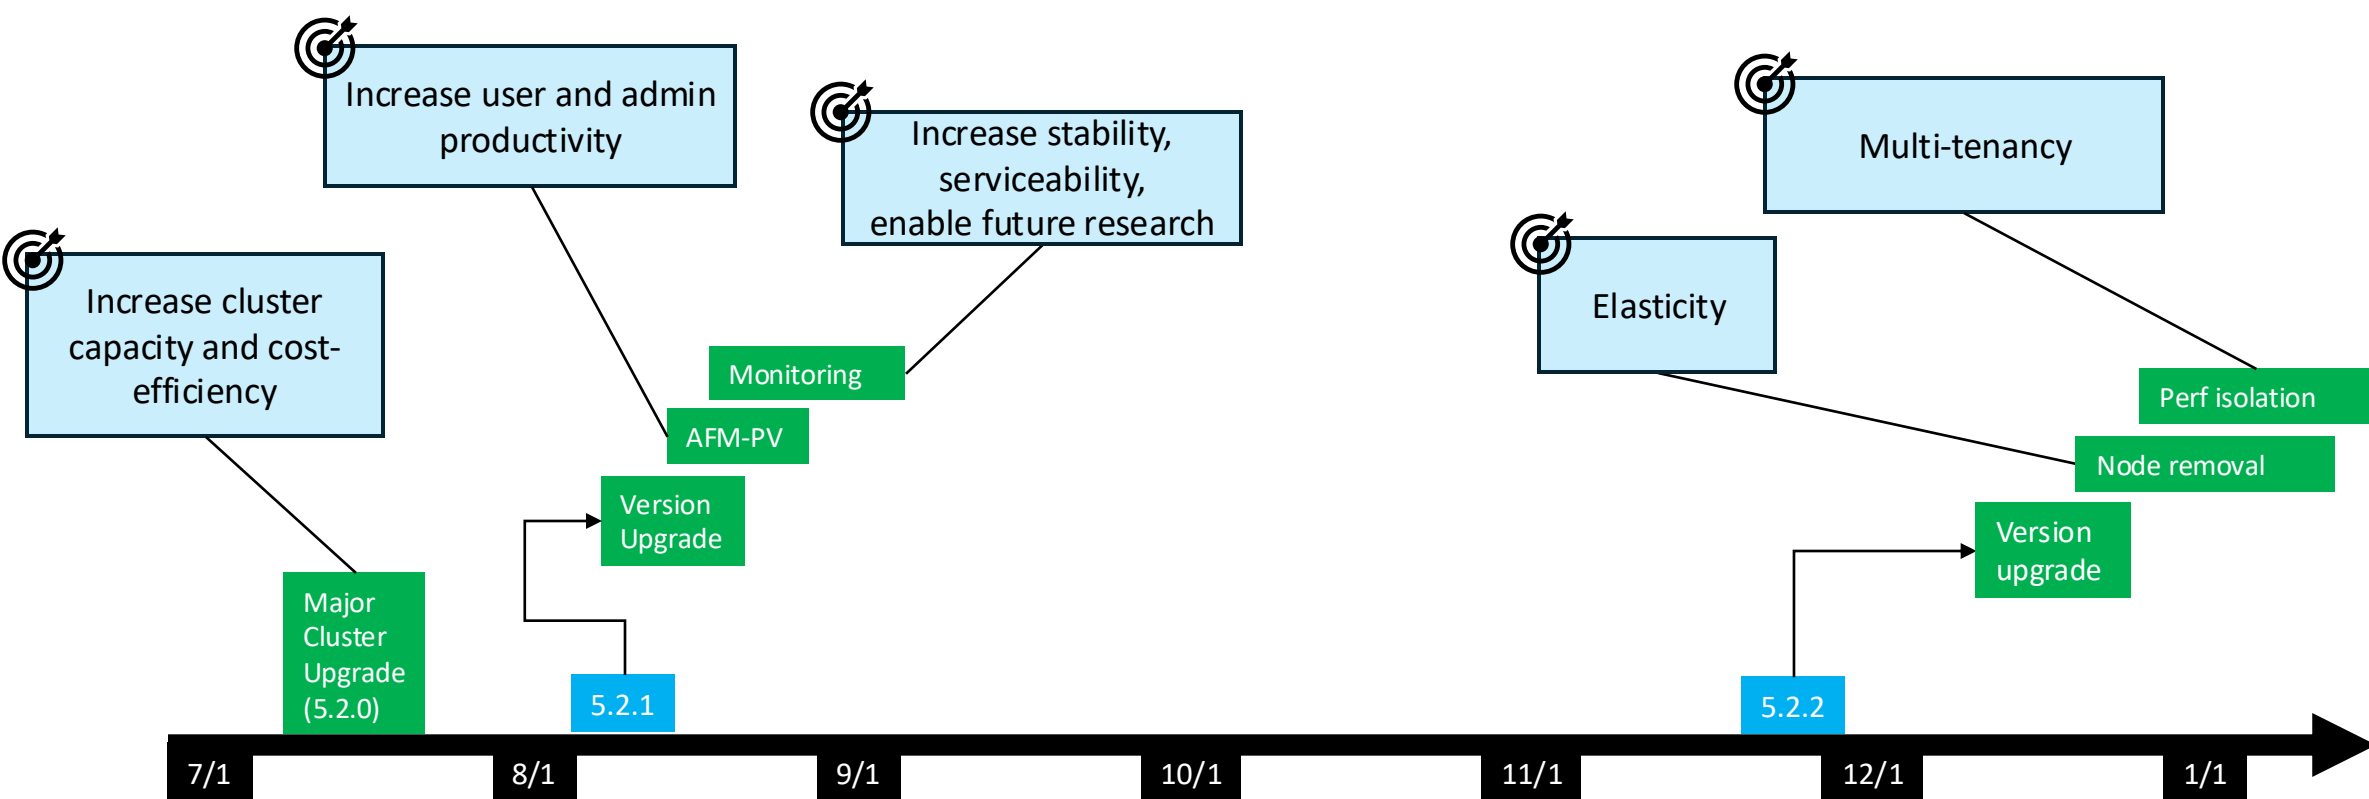 Increase user and admin
productivity
Increase stability,
serviceability,
enable future research
Multi-tenancy
Elasticity
Increase cluster
capacity and cost-
efficiency
Monitoring
AFM-PV
Version
Upgrade
Perf isolation
Node removal
Version
upgrade
Major
Cluster
Upgrade
(5.2.0)
5.2.1
5.2.2
7/1
8/1
9/1
10/1
11/1
12/1
1/1